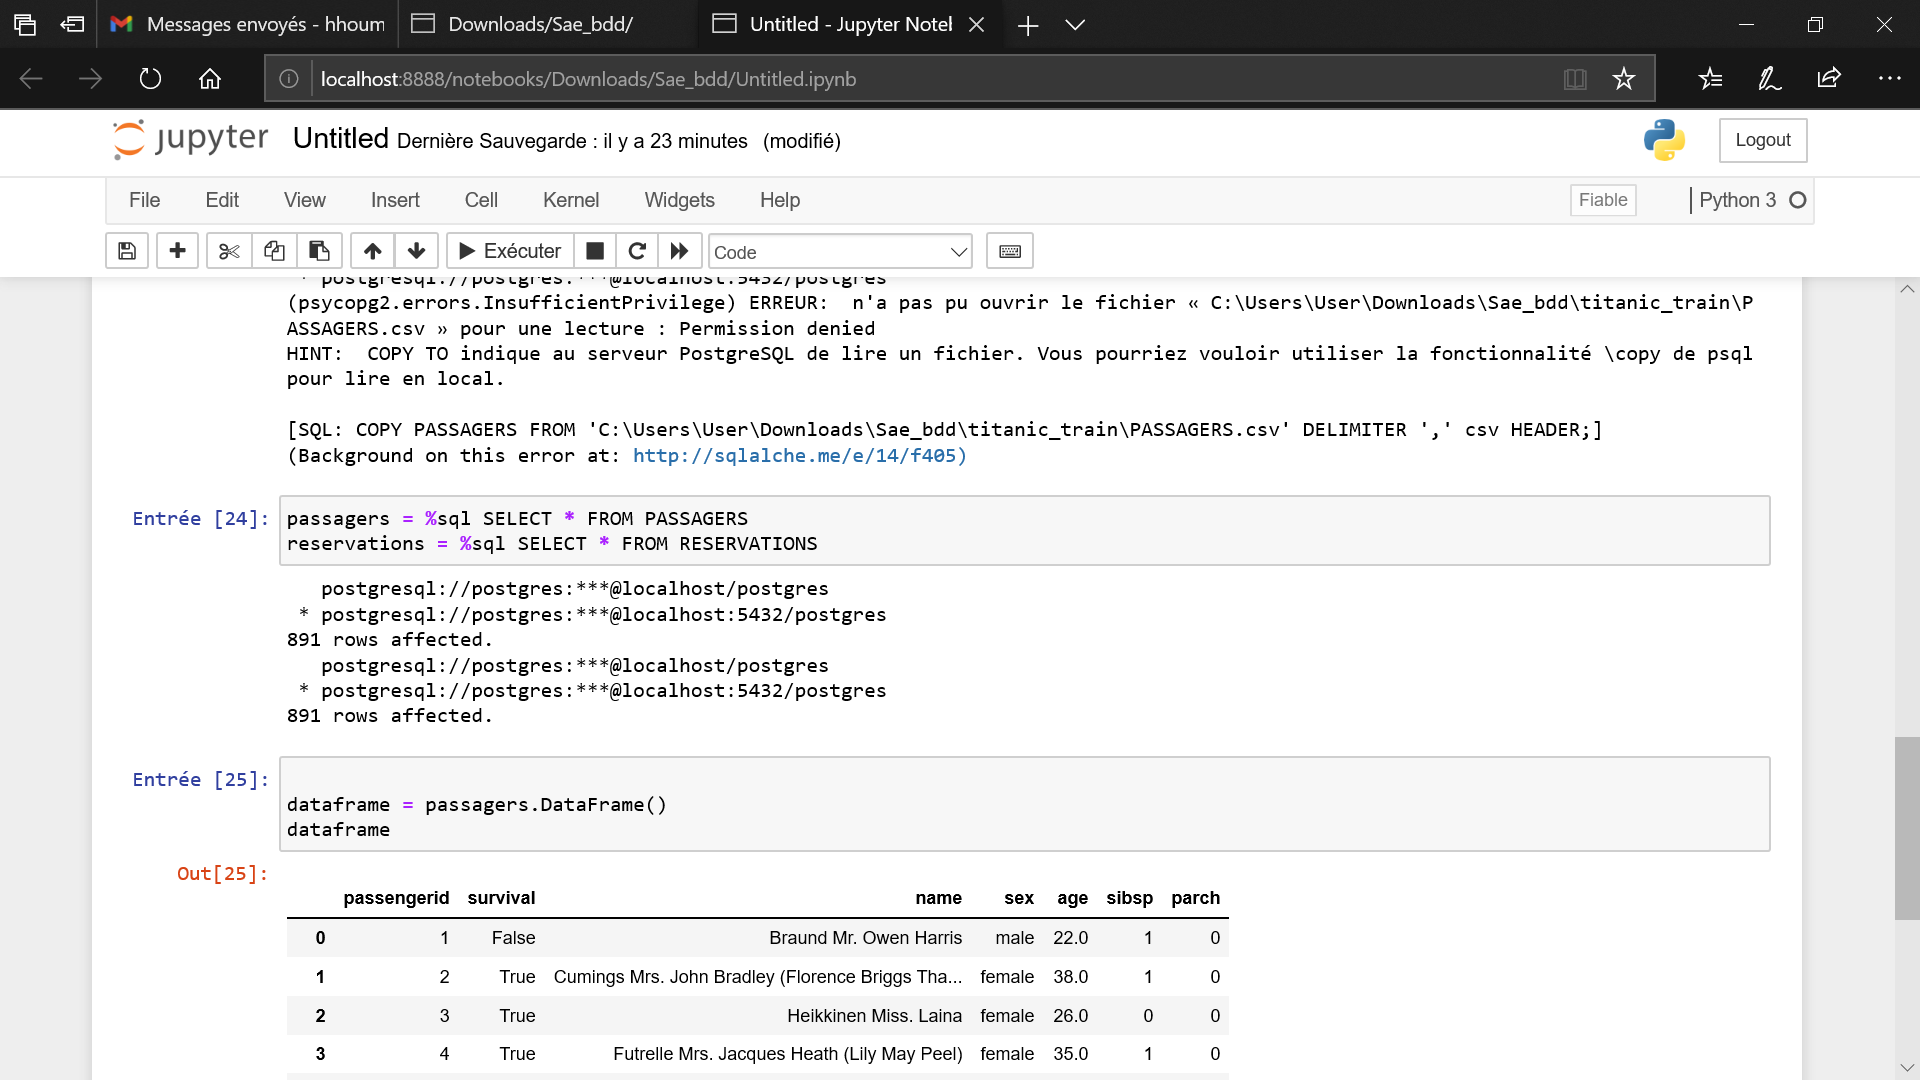 Messages envoyés - hhoum
Downloads/Sae_bdd/
Untitled - Jupyter Notel
localhost:8888/notebooks/Downloads/Sae_bdd/Untitled.ipynb
jupyter Untitled Dernière Sauvegarde : il y a 23 minutes (modifié)
Logout
File Edit View Insert Cell Kernel Widgets Help
Fiable
Python 3
Exécuter
Code
* postgresql://postgres:***@localhost:5432/postgres
(psycopg2.errors.InsufficientPrivilege) ERREUR:  n'a pas pu ouvrir le fichier « C:\Users\User\Downloads\Sae_bdd\titanic_train\P
ASSAGERS.csv » pour une lecture : Permission denied
HINT:  COPY TO indique au serveur PostgreSQL de lire un fichier. Vous pourriez vouloir utiliser la fonctionnalité \copy de psql
pour lire en local.
[SQL: COPY PASSAGERS FROM 'C:\Users\User\Downloads\Sae_bdd\titanic_train\PASSAGERS.csv' DELIMITER ',' csv HEADER;]
(Background on this error at: http://sqlalche.me/e/14/f405)
Entrée [24]:
passagers = %sql SELECT * FROM PASSAGERS
reservations = %sql SELECT * FROM RESERVATIONS
postgresql://postgres:***@localhost/postgres
* postgresql://postgres:***@localhost:5432/postgres
891 rows affected.
postgresql://postgres:***@localhost/postgres
* postgresql://postgres:***@localhost:5432/postgres
891 rows affected.
Entrée [25]:
dataframe = passagers.DataFrame()
dataframe
Out[25]:
passengerid survival name sex age sibsp parch
0 1 False Braund Mr. Owen Harris male 22.0 1 0
1 2 True Cumings Mrs. John Bradley (Florence Briggs Tha... female 38.0 1 0
2 3 True Heikkinen Miss. Laina female 26.0 0 0
3 4 True Futrelle Mrs. Jacques Heath (Lily May Peel) female 35.0 1 0